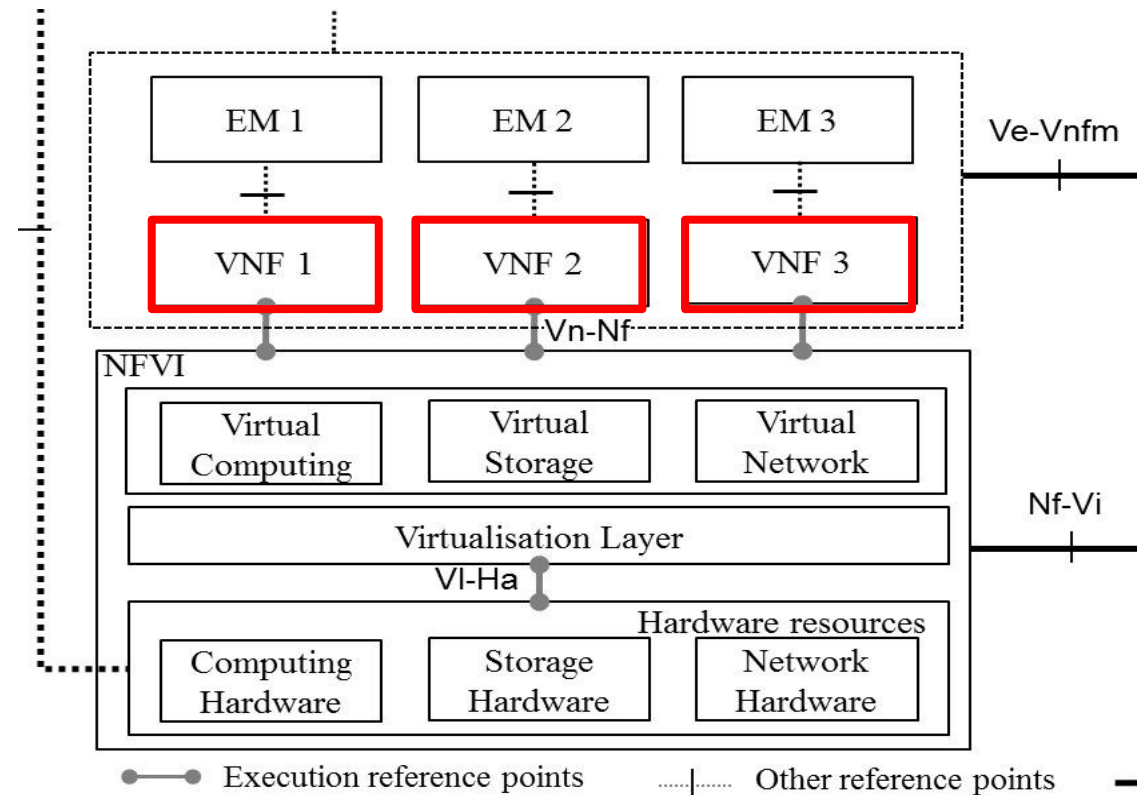 EM 1
EM 2
EM 3
Ve-Vnfm
VNF 1
VNF 2
VNF 3
Vn-Nf
NFVI
Virtual
Computing
Virtual
Storage
Virtual
Network
Nf-Vi
Virtualisation Layer
Vl-Ha
Hardware resources
Computing
Hardware
Storage
Hardware
Network
Hardware
Execution reference points
Other reference points